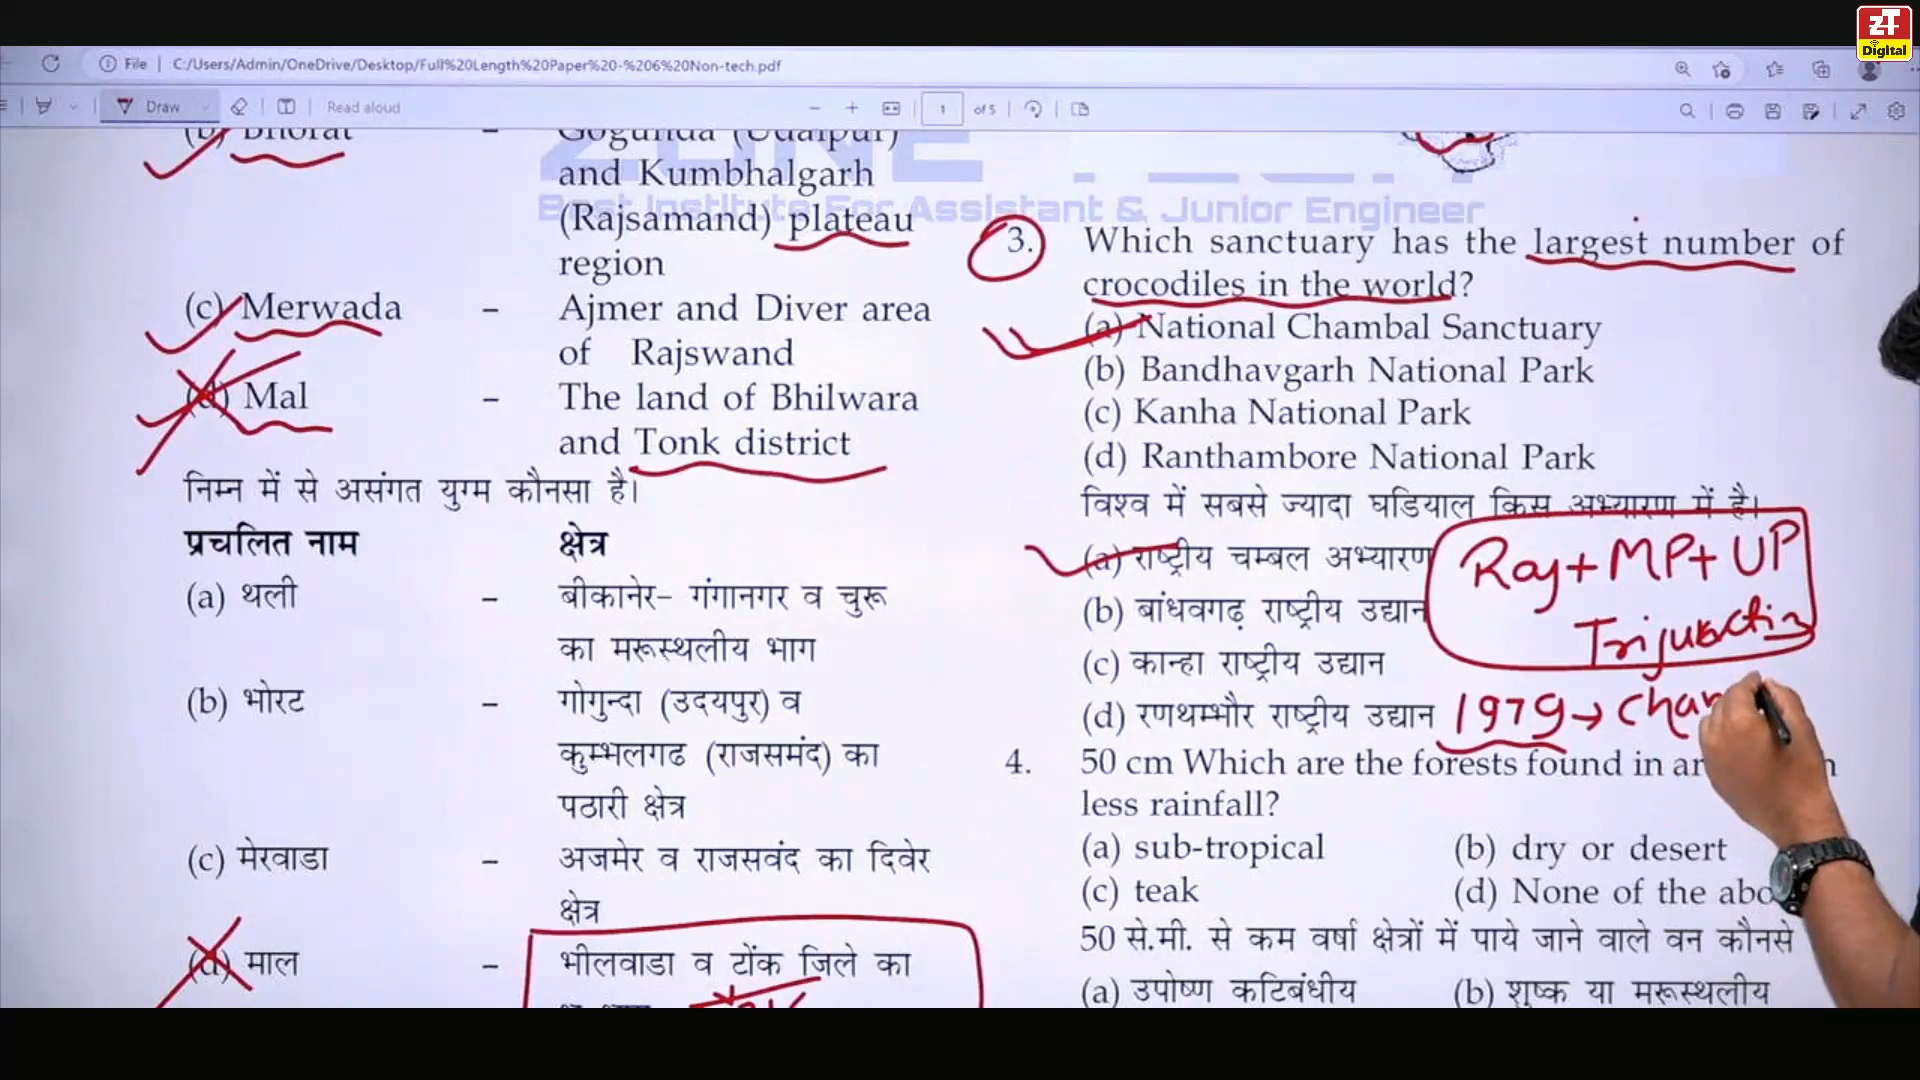 ZT
Digital
File | C:/Users/Admin/OneDrive/Desktop/Full%20Length%20Paper%20-%206%20Non-tech.pdf
Draw
Read aloud
1 of 5
(b) Bhorat - Gogunda (Udaipur)
and Kumbhalgarh
(Rajsamand) plateau
region
(c) Merwada - Ajmer and Diver area
of Rajswand
(d) Mal - The land of Bhilwara
and Tonk district
निम्न में से असंगत युग्म कौनसा है।
प्रचलित नाम क्षेत्र
(a) थली - बीकानेर- गंगानगर व चुरू
का मरूस्थलीय भाग
(b) भोरट - गोगुन्दा (उदयपुर) व
कुम्भलगढ (राजसमंद) का
पठारी क्षेत्र
(c) मेरवाडा - अजमेर व राजसवंद का दिवेर
क्षेत्र
(d) माल - भीलवाडा व टोंक जिले का
Best Institute For Assistant & Junior Engineer
3. Which sanctuary has the largest number of
crocodiles in the world?
(a) National Chambal Sanctuary
(b) Bandhavgarh National Park
(c) Kanha National Park
(d) Ranthambore National Park
विश्व में सबसे ज्यादा घडियाल किस अभ्यारण में है।
(a) राष्ट्रीय चम्बल अभ्यारण
(b) बांधवगढ़ राष्ट्रीय उद्यान
(c) कान्हा राष्ट्रीय उद्यान
(d) रणथम्भौर राष्ट्रीय उद्यान
Raj+MP+UP
Trijunction
1979→
4. 50 cm Which are the forests found in
less rainfall?
(a) sub-tropical (b) dry or desert
(c) teak (d) None of the
50 से.मी. से कम वर्षा क्षेत्रों में पाये जाने वाले वन कौनसे
(a) उपोष्ण कटिबंधीय (b) शुष्क या मरूस्थलीय